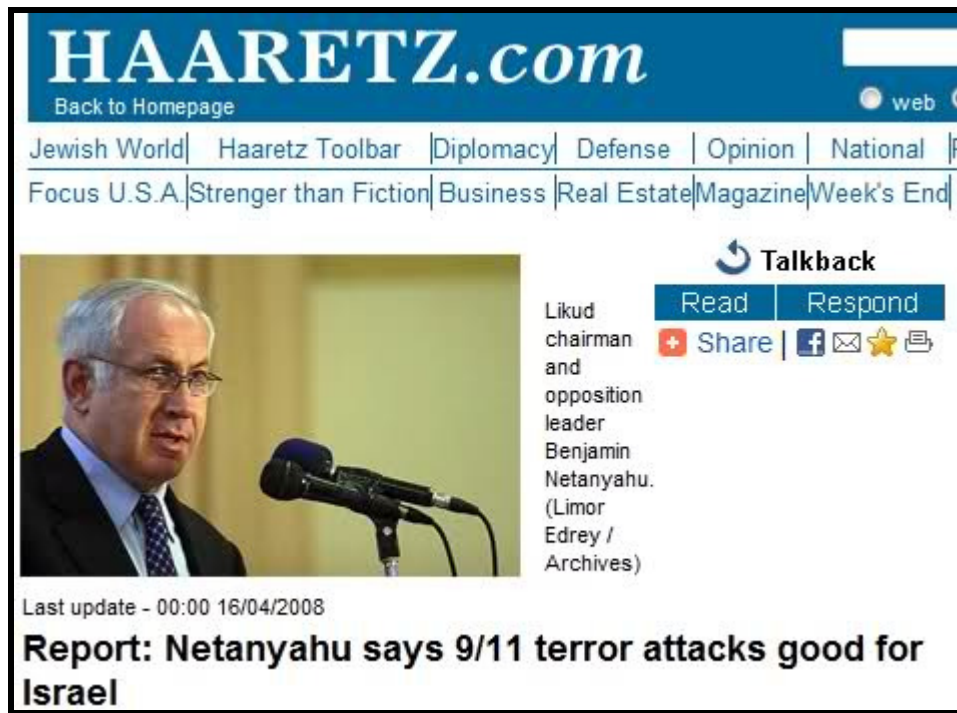 HAARETZ.com
Back to Homepage
web
Jewish World Haaretz Toolbar Diplomacy Defense Opinion National
Focus U.S.A. Strenger than Fiction Business Real Estate Magazine Week's End
Talkback
Read Respond
Share
Likud
chairman
and
opposition
leader
Benjamin
Netanyahu.
(Limor
Edrey /
Archives)
Last update - 00:00 16/04/2008
Report: Netanyahu says 9/11 terror attacks good for
Israel